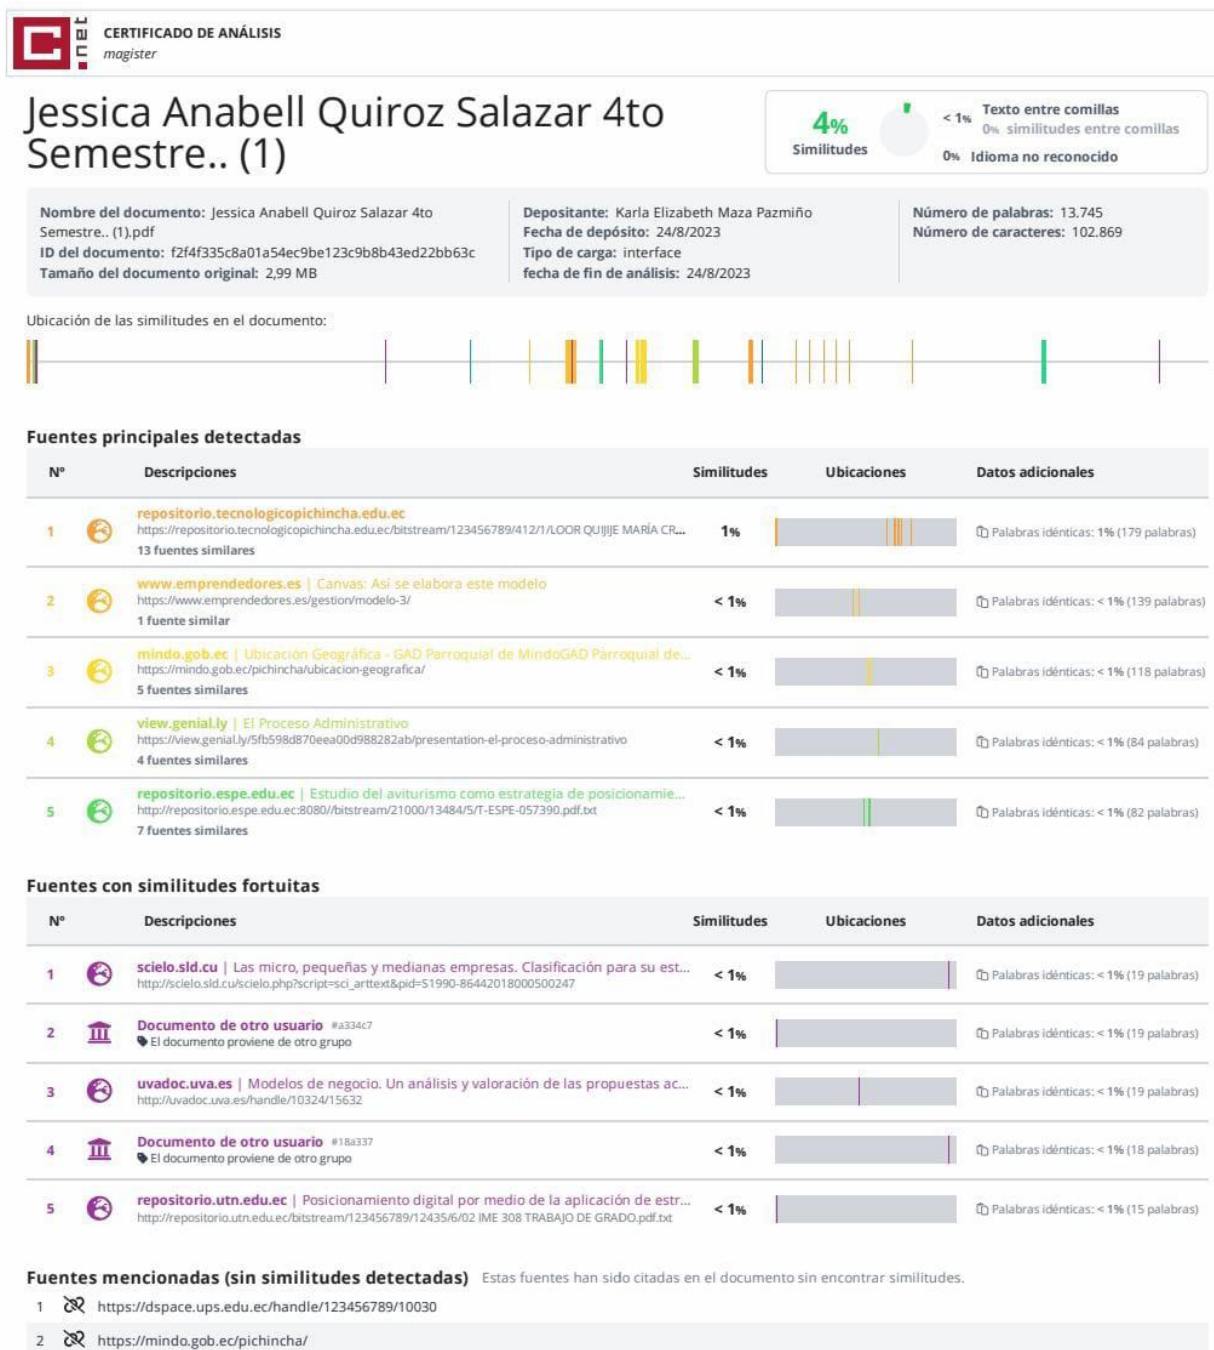 .net
CERTIFICADO DE ANÁLISIS
magister
Jessica Anabell Quiroz Salazar 4to
Semestre.. (1)
4%
Similitudes
< 1% Texto entre comillas
0% similitudes entre comillas
0% Idioma no reconocido
Nombre del documento: Jessica Anabell Quiroz Salazar 4to
Semestre.. (1).pdf
ID del documento: f2f4f335c8a01a54ec9be123c9b8b43ed22bb63c
Tamaño del documento original: 2,99 MB
Depositante: Karla Elizabeth Maza Pazmiño
Fecha de depósito: 24/8/2023
Tipo de carga: interface
fecha de fin de análisis: 24/8/2023
Número de palabras: 13.745
Número de caracteres: 102.869
Ubicación de las similitudes en el documento:
Fuentes principales detectadas
N° Descripciones Similitudes Ubicaciones Datos adicionales
repositorio.tecnologicopichincha.edu.ec
1 https://repositorio.tecnologicopichincha.edu.ec/bitstream/123456789/412/1/LOOR QUIJIJE MARÍA CR... 1% Palabras idénticas: 1% (179 palabras)
13 fuentes similares
www.emprendedores.es | Canvas: Así se elabora este modelo
2 https://www.emprendedores.es/gestion/modelo-3/ < 1% Palabras idénticas: < 1% (139 palabras)
1 fuente similar
mindo.gob.ec | Ubicación Geográfica - GAD Parroquial de MindoGAD Parroquial de...
3 https://mindo.gob.ec/pichincha/ubicacion-geografica/ < 1% Palabras idénticas: < 1% (118 palabras)
5 fuentes similares
view.genial.ly | El Proceso Administrativo
4 https://view.genial.ly/5fb598d870eea00d988282ab/presentation-el-proceso-administrativo < 1% Palabras idénticas: < 1% (84 palabras)
4 fuentes similares
repositorio.espe.edu.ec | Estudio del aviturismo como estrategia de posicionamie...
5 http://repositorio.espe.edu.ec:8080//bitstream/21000/13484/5/T-ESPE-057390.pdf.txt < 1% Palabras idénticas: < 1% (82 palabras)
7 fuentes similares
Fuentes con similitudes fortuitas
N° Descripciones Similitudes Ubicaciones Datos adicionales
1 scielo.sld.cu | Las micro, pequeñas y medianas empresas. Clasificación para su est... < 1% Palabras idénticas: < 1% (19 palabras)
http://scielo.sld.cu/scielo.php?script=sci_arttext&pid=S1990-86442018000500247
2 Documento de otro usuario #a334c7 < 1% Palabras idénticas: < 1% (19 palabras)
El documento proviene de otro grupo
3 uvadoc.uva.es | Modelos de negocio. Un análisis y valoración de las propuestas ac... < 1% Palabras idénticas: < 1% (19 palabras)
http://uvadoc.uva.es/handle/10324/15632
4 Documento de otro usuario #18a337 < 1% Palabras idénticas: < 1% (18 palabras)
El documento proviene de otro grupo
5 repositorio.utn.edu.ec | Posicionamiento digital por medio de la aplicación de estr... < 1% Palabras idénticas: < 1% (15 palabras)
http://repositorio.utn.edu.ec/bitstream/123456789/12435/6/02 IME 308 TRABAJO DE GRADO.pdf.txt
Fuentes mencionadas (sin similitudes detectadas) Estas fuentes han sido citadas en el documento sin encontrar similitudes.
1 https://dspace.ups.edu.ec/handle/123456789/10030
2 https://mindo.gob.ec/pichincha/